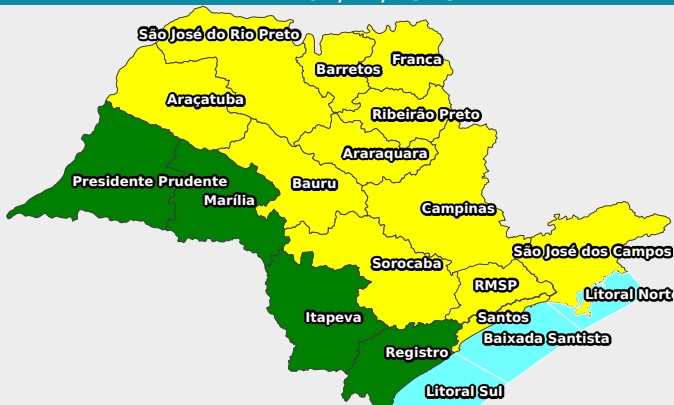 São José do Rio Preto
Franca
Barretos
Araçatuba
Ribeirão Preto
Araraquara
Presidente Prudente
Bauru
Marília
Campinas
São José dos Campos
Sorocaba
RMSP
Litoral Nort
Itapeva
Santos
Baixada Santista
Registro
Litoral Sul